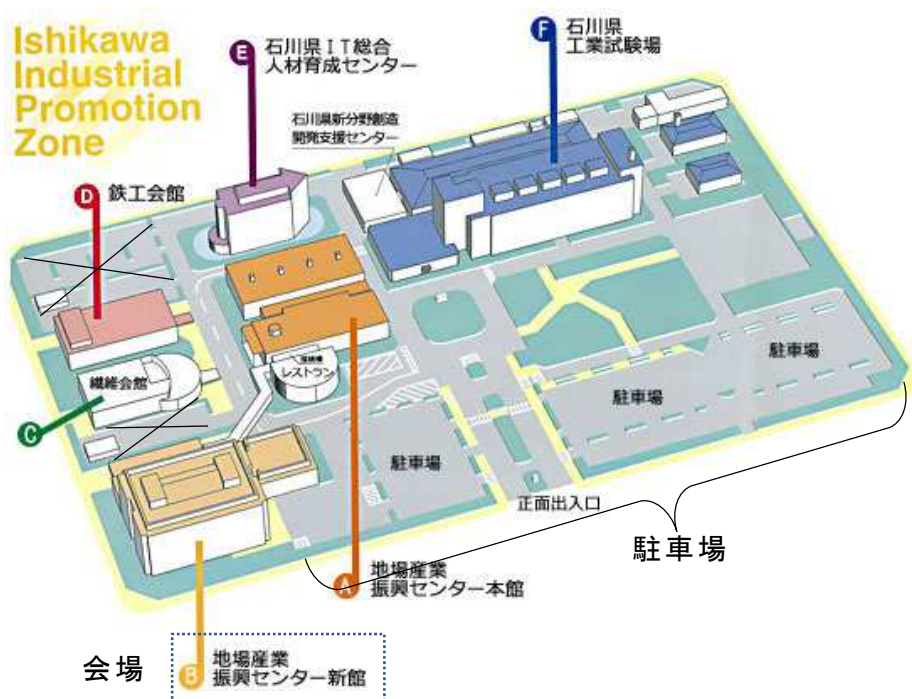 Ishikawa
Industrial
Promotion
Zone
E 石川県IT総合
人材育成センター
F 石川県
工業試験場
石川県新分野創造
開発支援センター
D 鉄工会館
繊維会館
C
レストラン
駐車場
駐車場
駐車場
正面出入口
駐車場
A 地場産業
振興センター本館
会場
B 地場産業
振興センター新館